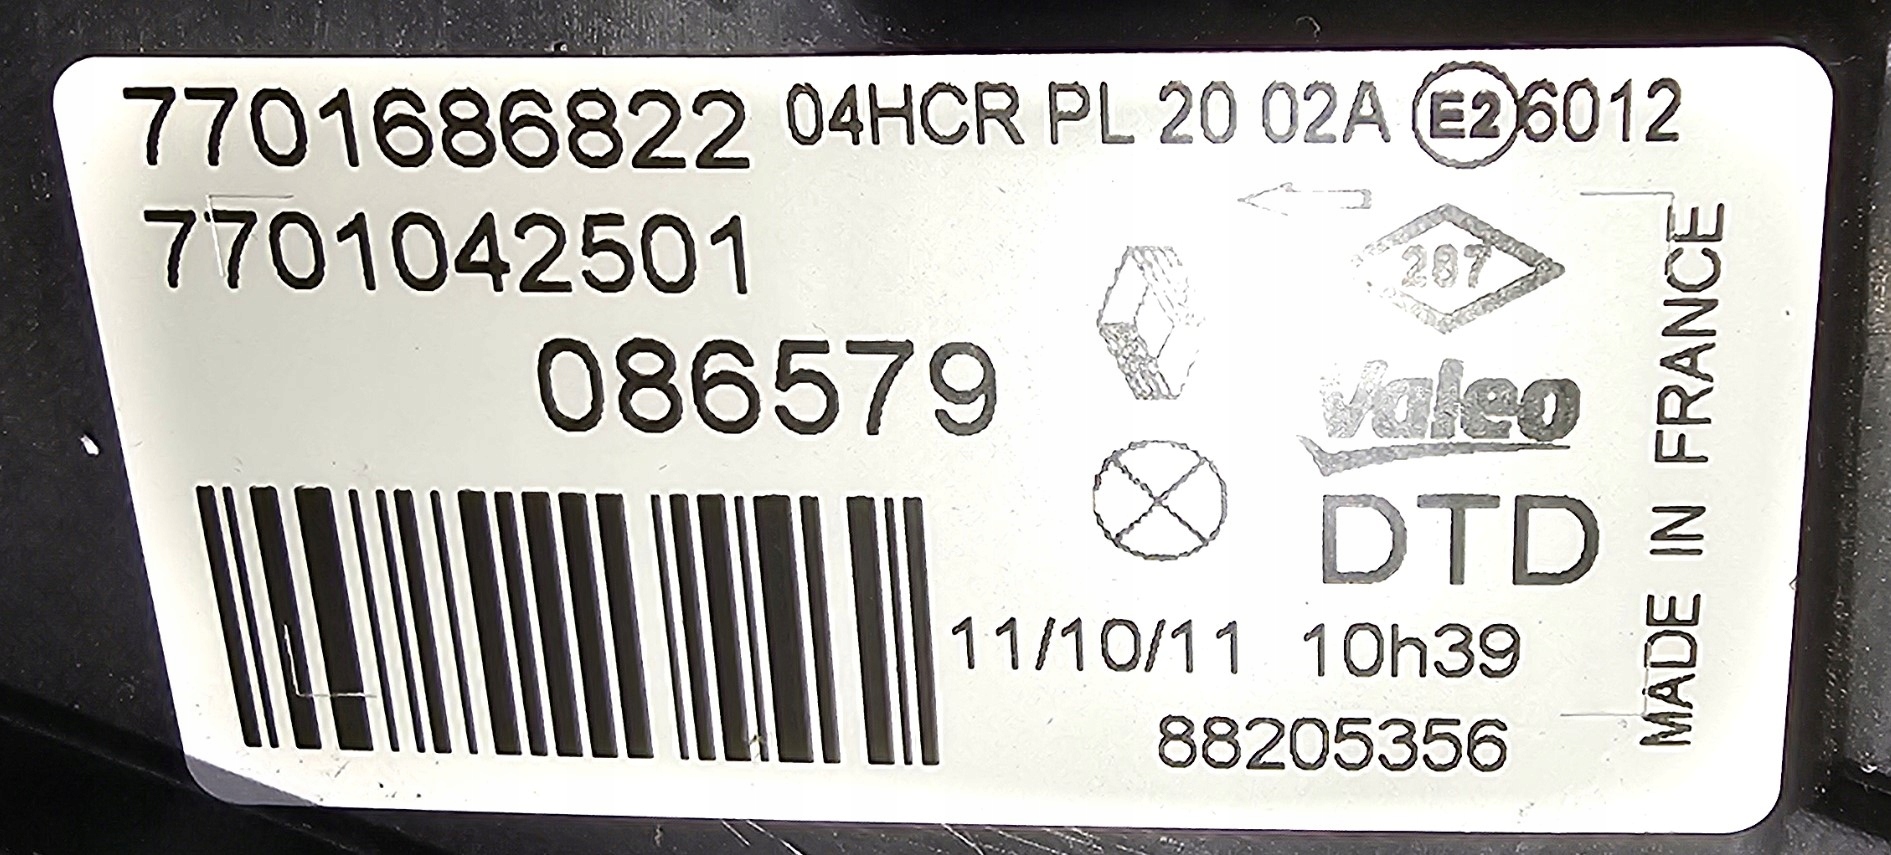 7701686822 04HCR PL 20 02A E2 6012
7701042501
287
086579
Valeo
DTD
11/10/11 10h39
88205356
MADE IN FRANCE